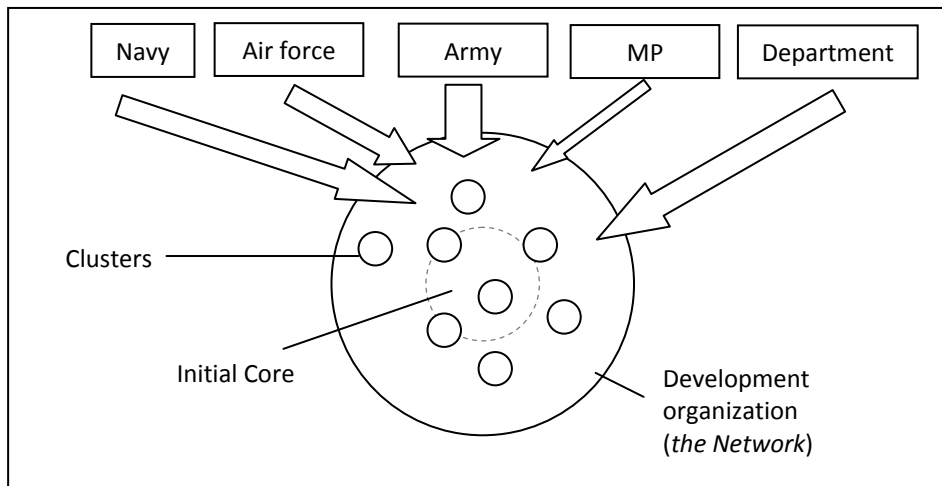 Navy
Air force
Army
MP
Department
Clusters
Initial Core
Development
organization
(the Network)